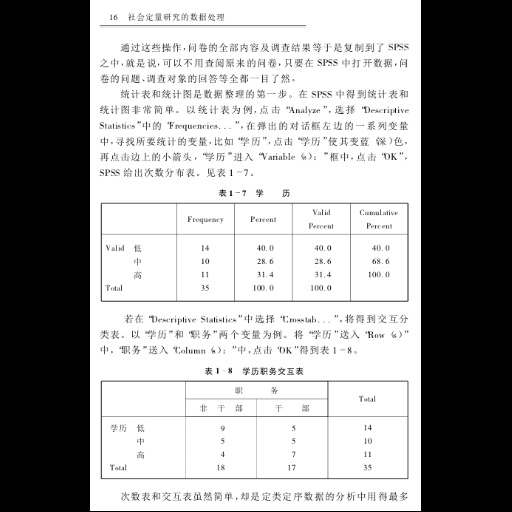 16 社会定量研究的数据处理
通过这些操作,问卷的全部内容及调查结果等于是复制到了 SPSS
之中,就是说,可以不用查阅原来的问卷,只要在 SPSS 中打开数据,问
卷的问题、调查对象的回答等全都一目了然。
统计表和统计图是数据整理的第一步。在 SPSS 中得到统计表和
统计图非常简单。以统计表为例,点击 “Analyze”,选择 “Descriptive
Statistics”中的 “Frequencies...”,在弹出的对话框左边的一系列变量
中,寻找所要统计的变量,比如 “学历”,点击 “学历”使其变蓝 (深)色,
再点击边上的小箭头,“学历”进入 “Variable (s): ”框中,点击 “OK”,
SPSS 给出次数分布表。见表 1－7。
表 1－7 学 历
Frequency Percent Valid Percent Cumulative Percent
Valid 低 14 40.0 40.0 40.0
中 10 28.6 28.6 68.6
高 11 31.4 31.4 100.0
Total 35 100.0 100.0
若在 “Descriptive Statistics”中选择 “Crosstab...”,将得到交互分
类表。以 “学历”和 “职务”两个变量为例。将 “学历”送入 “Row (s)”
中,“职务”送入 “Column (s): ”中,点击 “OK”得到表 1－8。
表 1－8 学历职务交互表
职 务 Total
非 干 部 干 部
学历 低 9 5 14
中 5 5 10
高 4 7 11
Total 18 17 35
次数表和交互表虽然简单,却是定类定序数据的分析中用得最多